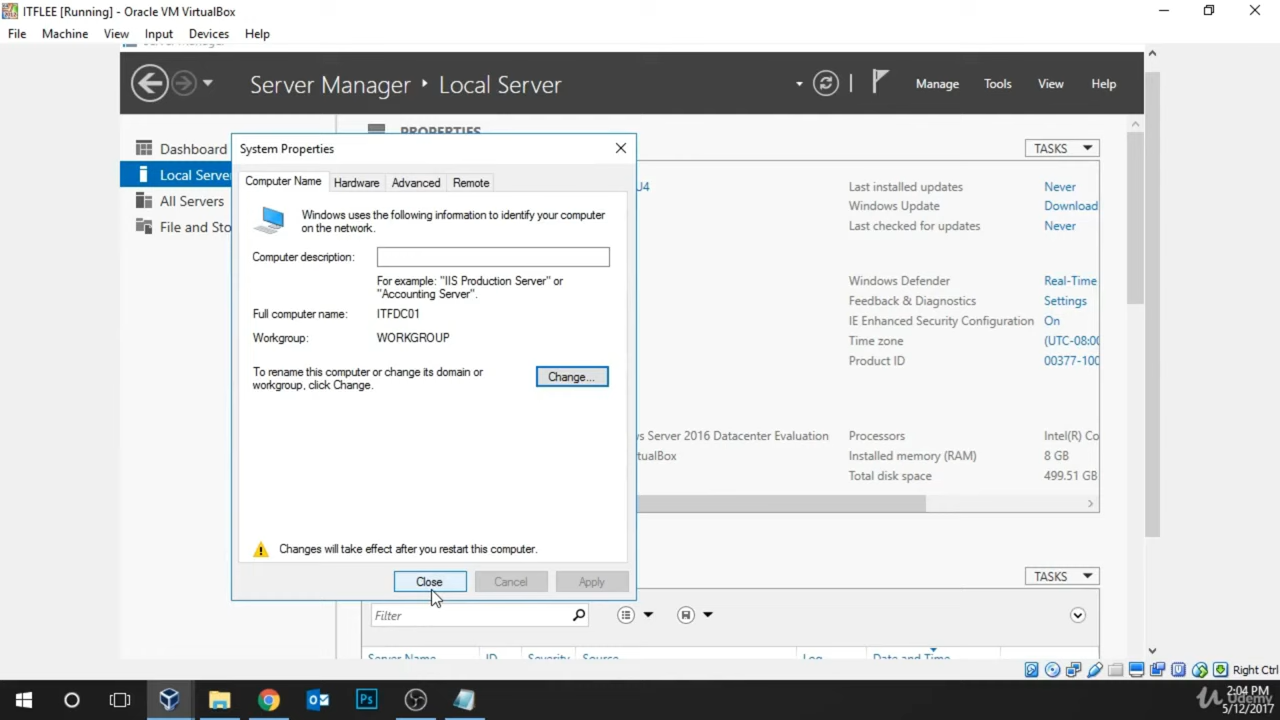 ITFLEE [Running] - Oracle VM VirtualBox
File Machine View Input Devices Help
Server Manager
Server Manager ‣ Local Server
Manage Tools View Help
PROPERTIES
TASKS
Dashboard
Local Serve
All Servers
File and Sto
System Properties
Computer Name Hardware Advanced Remote
Windows uses the following information to identify your computer
on the network.
Computer description:
For example: "IIS Production Server" or
"Accounting Server".
Full computer name: ITFDC01
Workgroup: WORKGROUP
To rename this computer or change its domain or
workgroup, click Change.
Change...
Changes will take effect after you restart this computer.
Close Cancel Apply
U4
Last installed updates Never
Windows Update Download
Last checked for updates Never
Windows Defender Real-Time
Feedback & Diagnostics Settings
IE Enhanced Security Configuration On
Time zone (UTC-08:00
Product ID 00377-100
s Server 2016 Datacenter Evaluation
tualBox
Processors Intel(R) Co
Installed memory (RAM) 8 GB
Total disk space 499.51 GB
TASKS
Filter
Server Name ID Severity Source Log Date and Time
Right Ctrl
Ps
2:04 PM
Udemy
5/12/2017